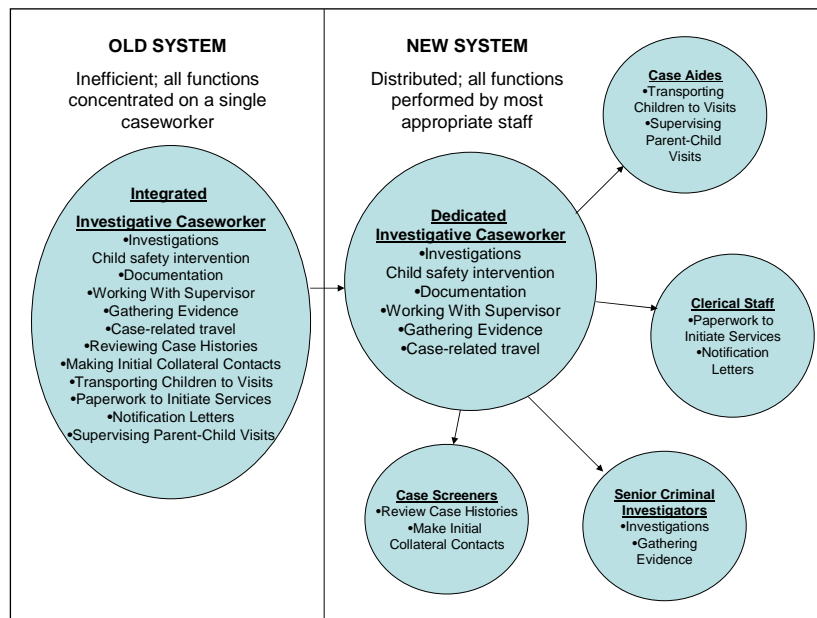 OLD SYSTEM
Inefficient; all functions
concentrated on a single
caseworker
Integrated
Investigative Caseworker
•Investigations
Child safety intervention
•Documentation
•Working With Supervisor
•Gathering Evidence
•Case-related travel
•Reviewing Case Histories
•Making Initial Collateral Contacts
•Transporting Children to Visits
•Paperwork to Initiate Services
•Notification Letters
•Supervising Parent-Child Visits
NEW SYSTEM
Distributed; all functions
performed by most
appropriate staff
Dedicated
Investigative Caseworker
•Investigations
Child safety intervention
•Documentation
•Working With Supervisor
•Gathering Evidence
•Case-related travel
Case Aides
•Transporting
Children to Visits
•Supervising
Parent-Child
Visits
Clerical Staff
•Paperwork to
Initiate Services
•Notification
Letters
Case Screeners
•Review Case Histories
•Make Initial
Collateral Contacts
Senior Criminal
Investigators
•Investigations
•Gathering
Evidence